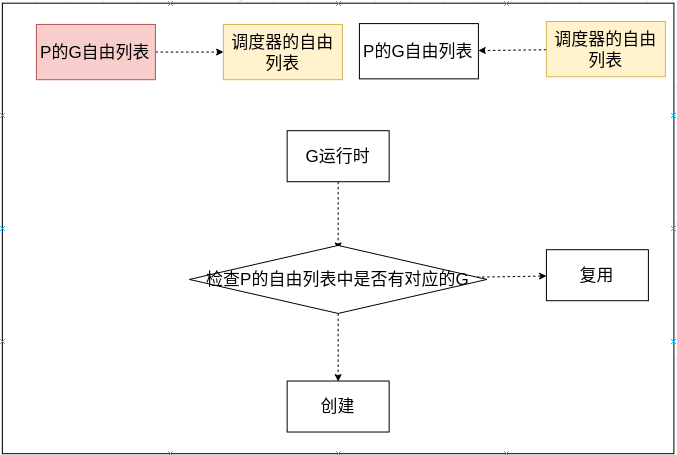 P的G自由列表
调度器的自由
列表
P的G自由列表
调度器的自由
列表
G运行时
检查P的自由列表中是否有对应的G
复用
创建